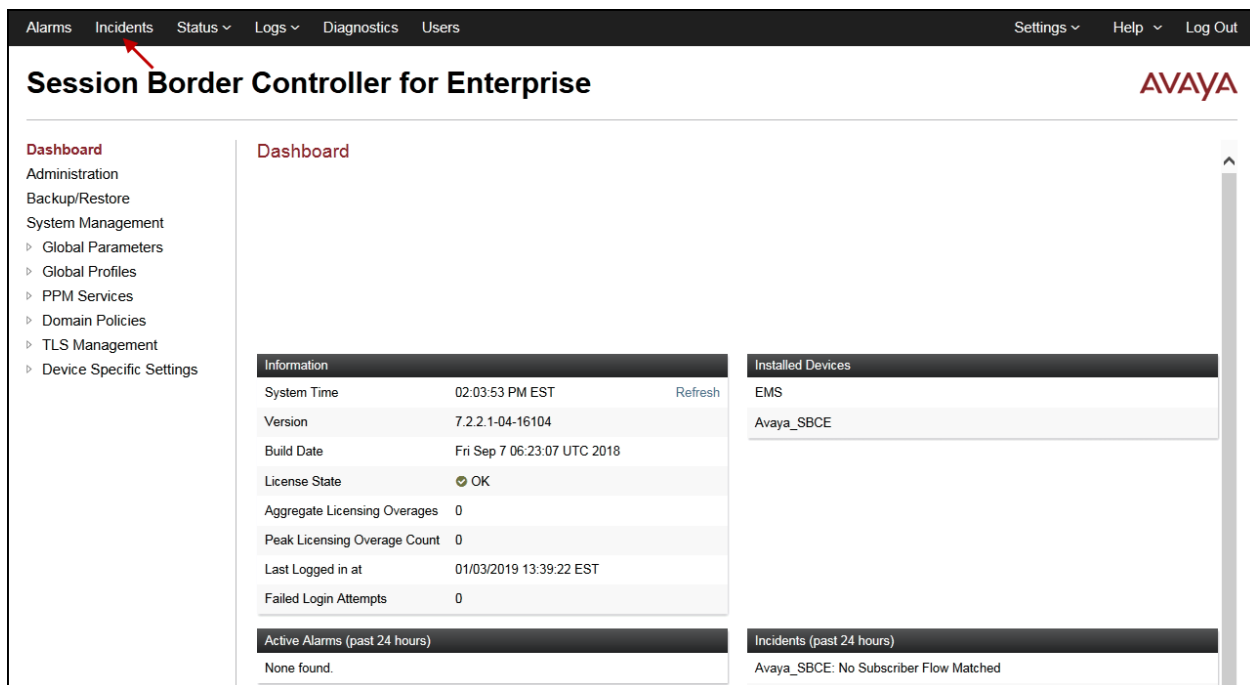 Alarms Incidents Status Logs Diagnostics Users Settings Help Log Out
Session Border Controller for Enterprise
AVAYA
Dashboard
Administration
Backup/Restore
System Management
Global Parameters
Global Profiles
PPM Services
Domain Policies
TLS Management
Device Specific Settings
Dashboard
Information
System Time 02:03:53 PM EST Refresh
Version 7.2.2.1-04-16104
Build Date Fri Sep 7 06:23:07 UTC 2018
License State OK
Aggregate Licensing Overages 0
Peak Licensing Overage Count 0
Last Logged in at 01/03/2019 13:39:22 EST
Failed Login Attempts 0
Installed Devices
EMS
Avaya_SBCE
Active Alarms (past 24 hours)
None found.
Incidents (past 24 hours)
Avaya_SBCE: No Subscriber Flow Matched